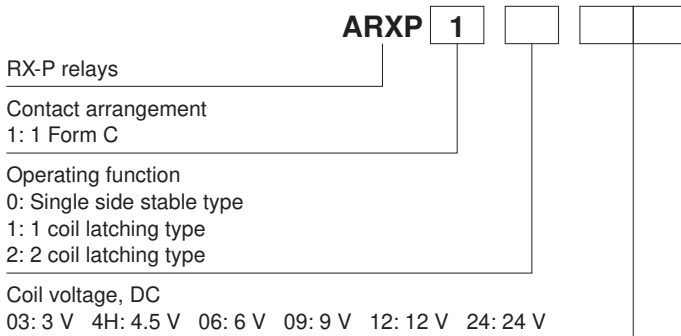 ARXP 1
RX-P relays
Contact arrangement
1: 1 Form C
Operating function
0: Single side stable type
1: 1 coil latching type
2: 2 coil latching type
Coil voltage, DC
03: 3 V 4H: 4.5 V 06: 6 V 09: 9 V 12: 12 V 24: 24 V